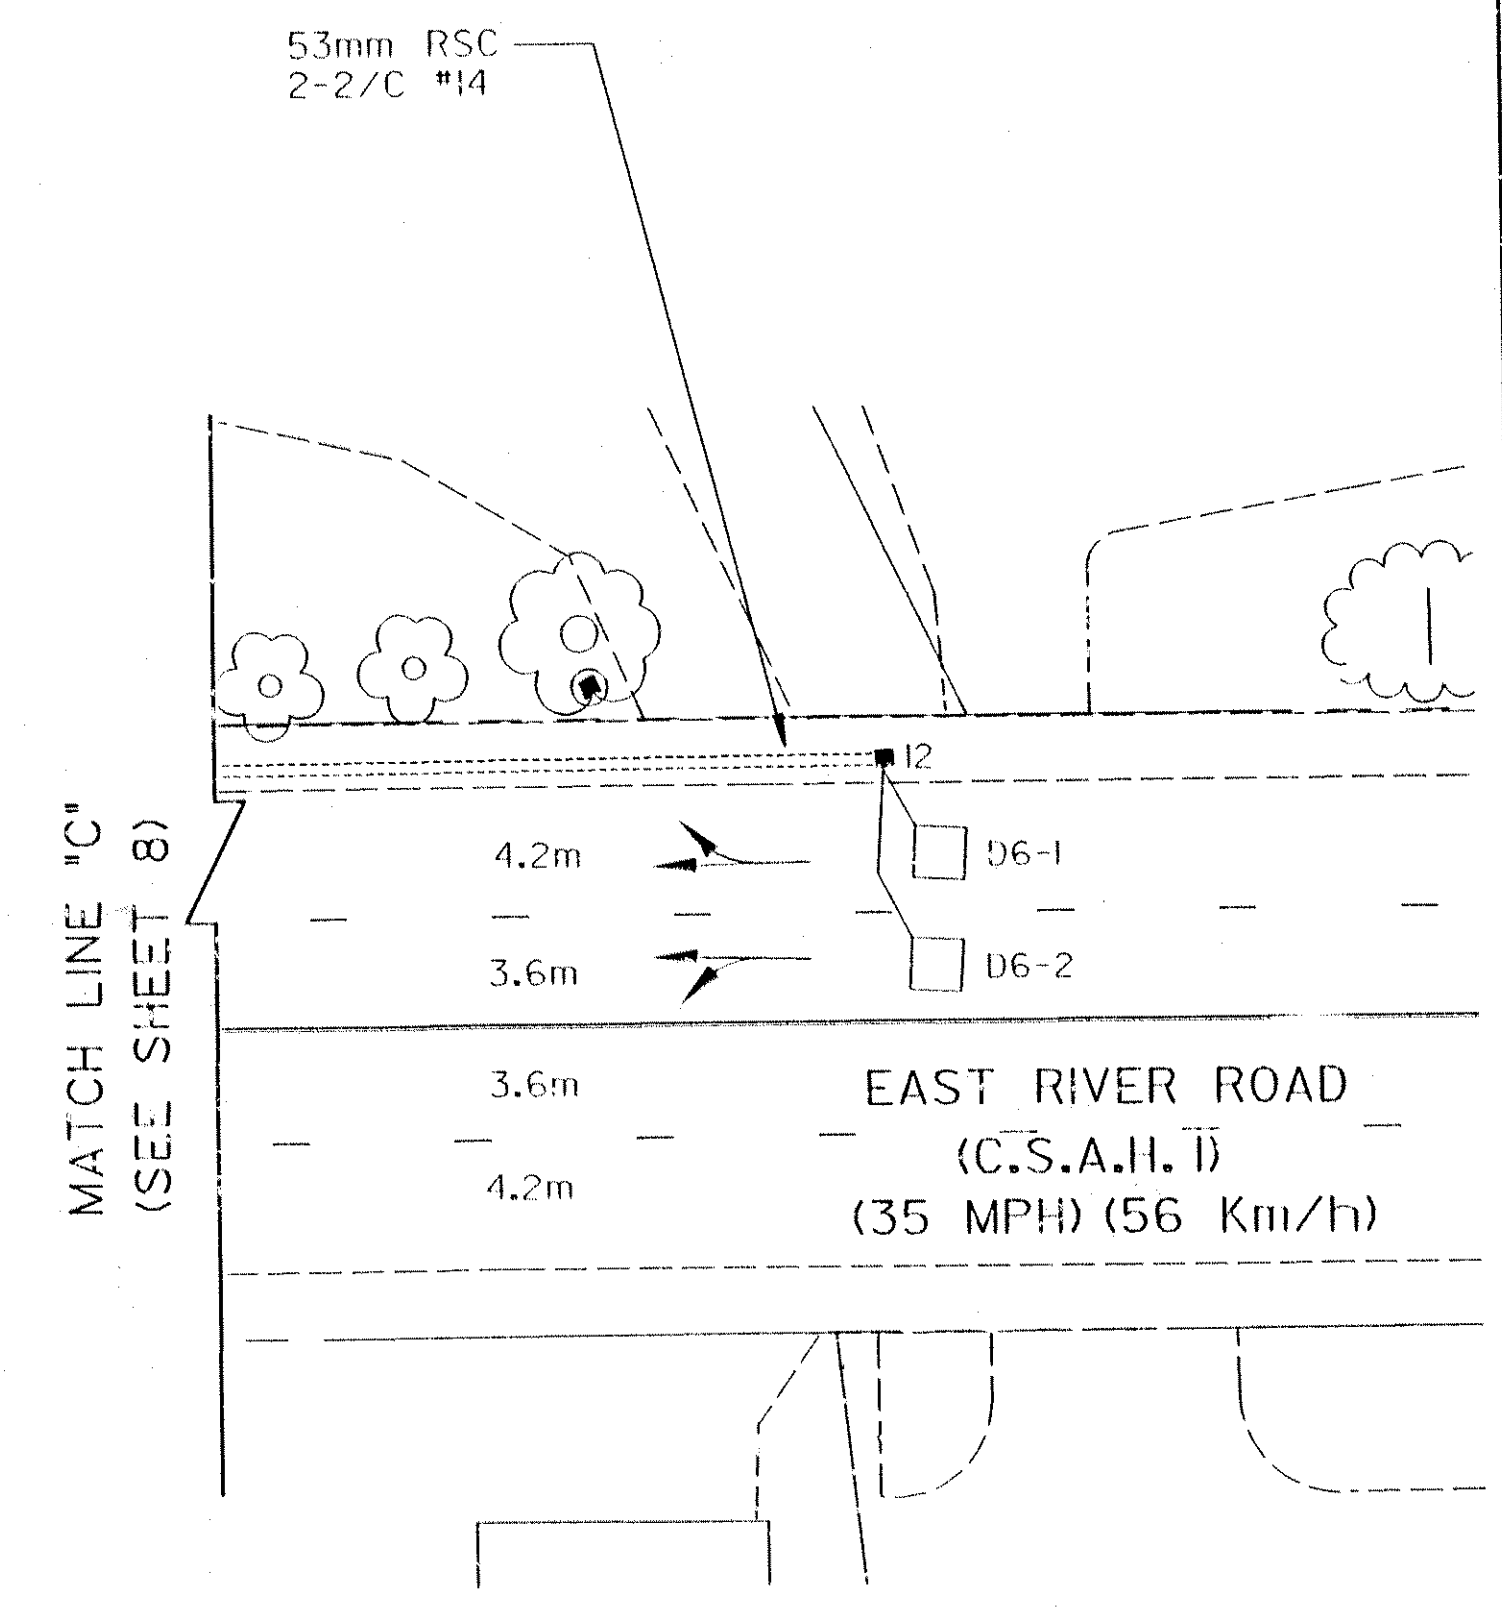 53mm RSC
2-2/C #14
12
4.2m
D6-1
3.6m
D6-2
3.6m
4.2m
EAST RIVER ROAD
(C.S.A.H. 1)
(35 MPH) (56 Km/h)
MATCH LINE "C"
(SEE SHEET 8)